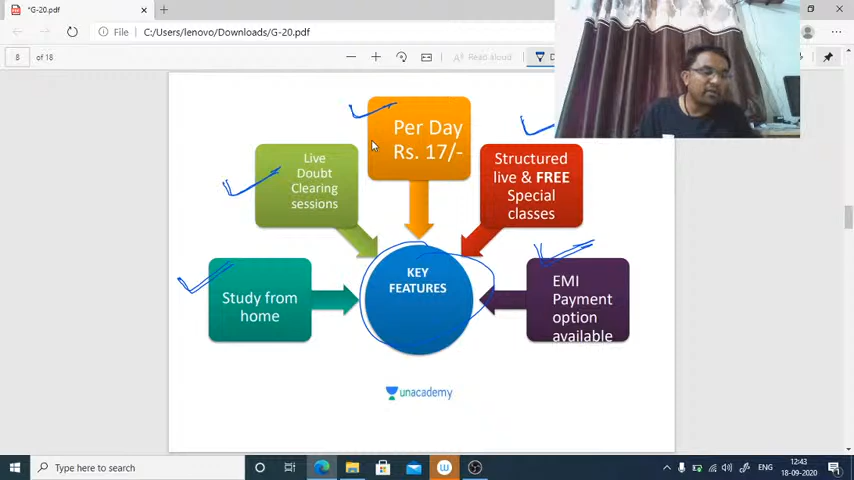 *G-20.pdf
File
C:/Users/lenovo/Downloads/G-20.pdf
8
of 18
Read aloud
Per Day
Rs. 17/-
Live
Doubt
Clearing
sessions
Structured
live & FREE
Special
classes
Study from
home
KEY
FEATURES
EMI
Payment
option
available
unacademy
Type here to search
ENG
12:43
18-09-2020